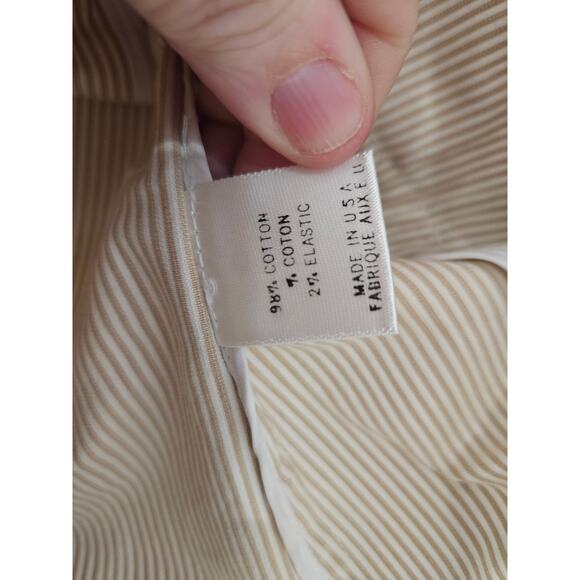 98% COTTON
% COTON
2% ELASTIC
MADE IN USA
FABRIQUE AUX E U